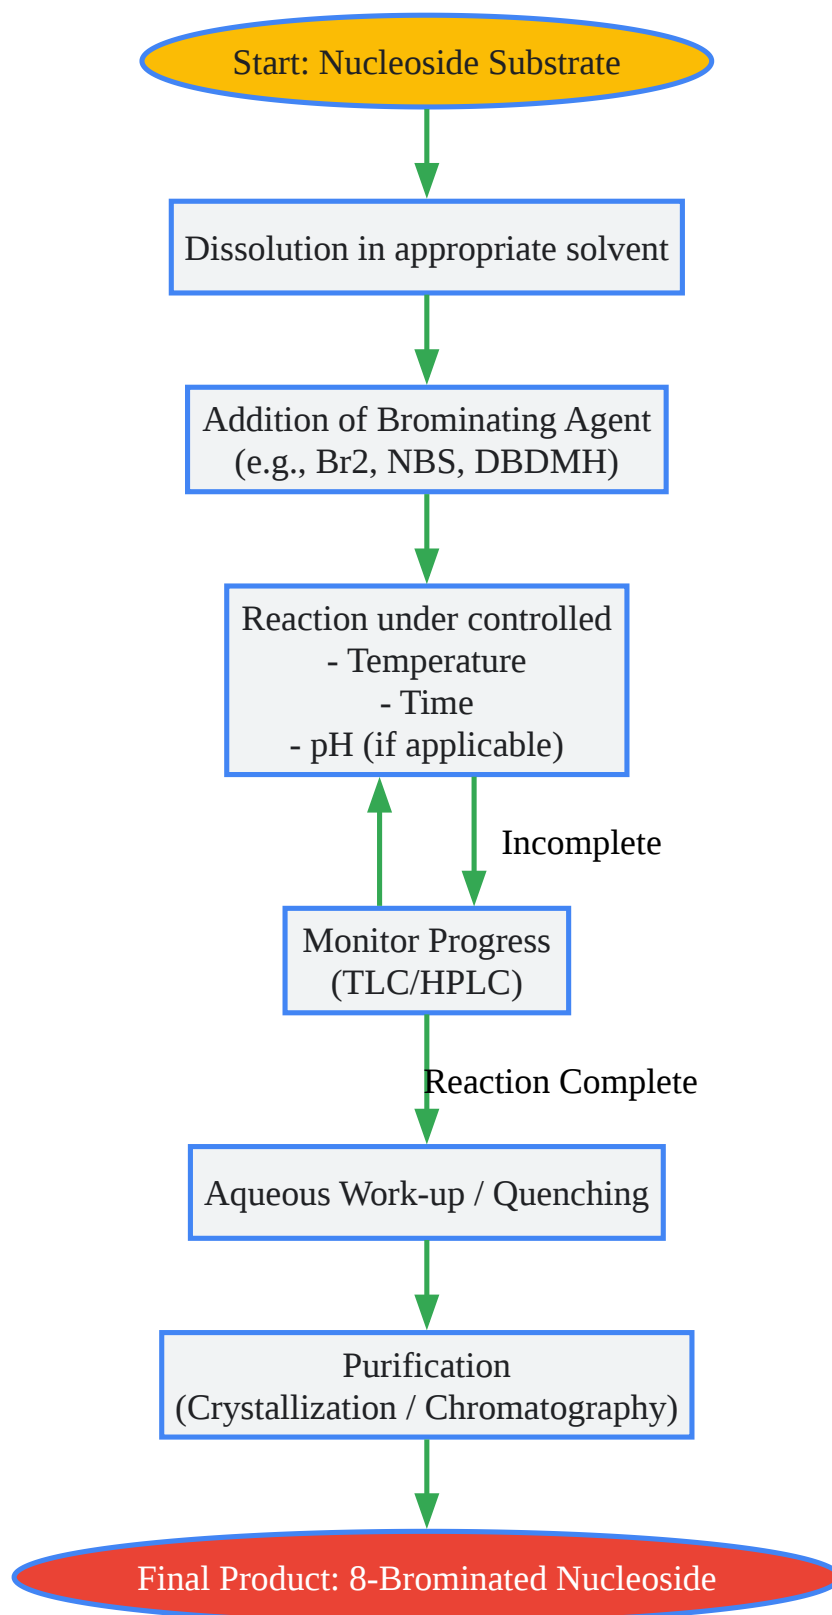 Start: Nucleoside Substrate
Dissolution in appropriate solvent
Addition of Brominating Agent
(e.g., Br2, NBS, DBDMH)
Reaction under controlled
- Temperature
- Time
- pH (if applicable)
Incomplete
Monitor Progress
(TLC/HPLC)
Reaction Complete
Aqueous Work-up / Quenching
Purification
(Crystallization / Chromatography)
Final Product: 8-Brominated Nucleoside